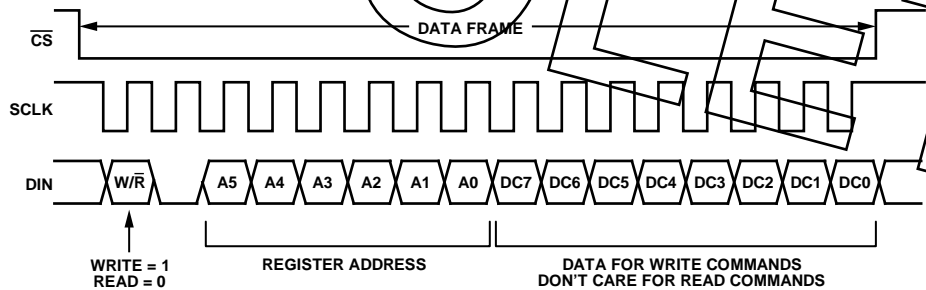 DATA FRAME
CS
SCLK
DIN W/R A5 A4 A3 A2 A1 A0 DC7 DC6 DC5 DC4 DC3 DC2 DC1 DC0
WRITE = 1
READ = 0
REGISTER ADDRESS
DATA FOR WRITE COMMANDS
DON'T CARE FOR READ COMMANDS